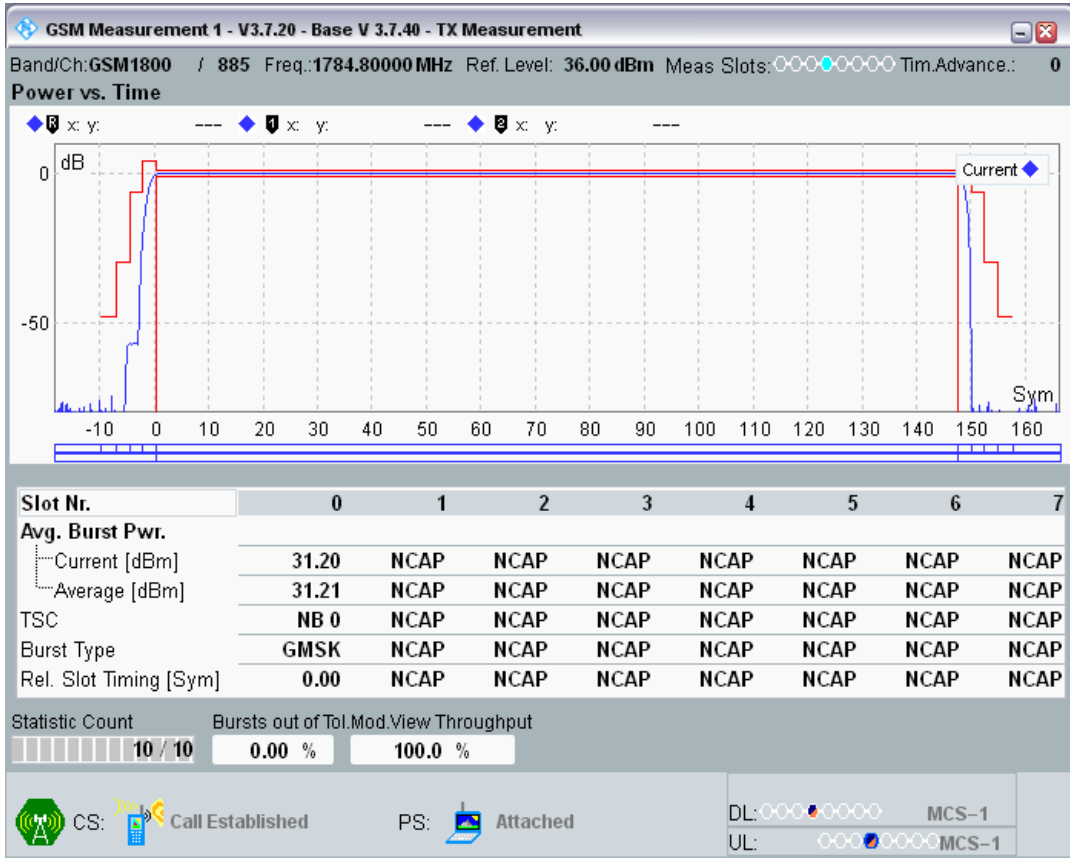 GSM Measurement 1 - V3.7.20 - Base V 3.7.40 - TX Measurement
Band/Ch:GSM1800 / 885 Freq.:1784.80000 MHz Ref. Level: 36.00 dBm Meas Slots: Tim.Advance.: 0
Power vs. Time
R x: y: --- 1 x: y: --- 2 x: y: ---
dB
Current
0
-50
Sym
-10 0 10 20 30 40 50 60 70 80 90 100 110 120 130 140 150 160
Slot Nr. 0 1 2 3 4 5 6 7
Avg. Burst Pwr.
Current [dBm] 31.20 NCAP NCAP NCAP NCAP NCAP NCAP NCAP
Average [dBm] 31.21 NCAP NCAP NCAP NCAP NCAP NCAP NCAP
TSC NB 0 NCAP NCAP NCAP NCAP NCAP NCAP NCAP
Burst Type GMSK NCAP NCAP NCAP NCAP NCAP NCAP NCAP
Rel. Slot Timing [Sym] 0.00 NCAP NCAP NCAP NCAP NCAP NCAP NCAP
Statistic Count Bursts out of Tol.Mod.View Throughput
10 / 10 0.00 % 100.0 %
CS: Call Established PS: Attached
DL: MCS-1
UL: MCS-1